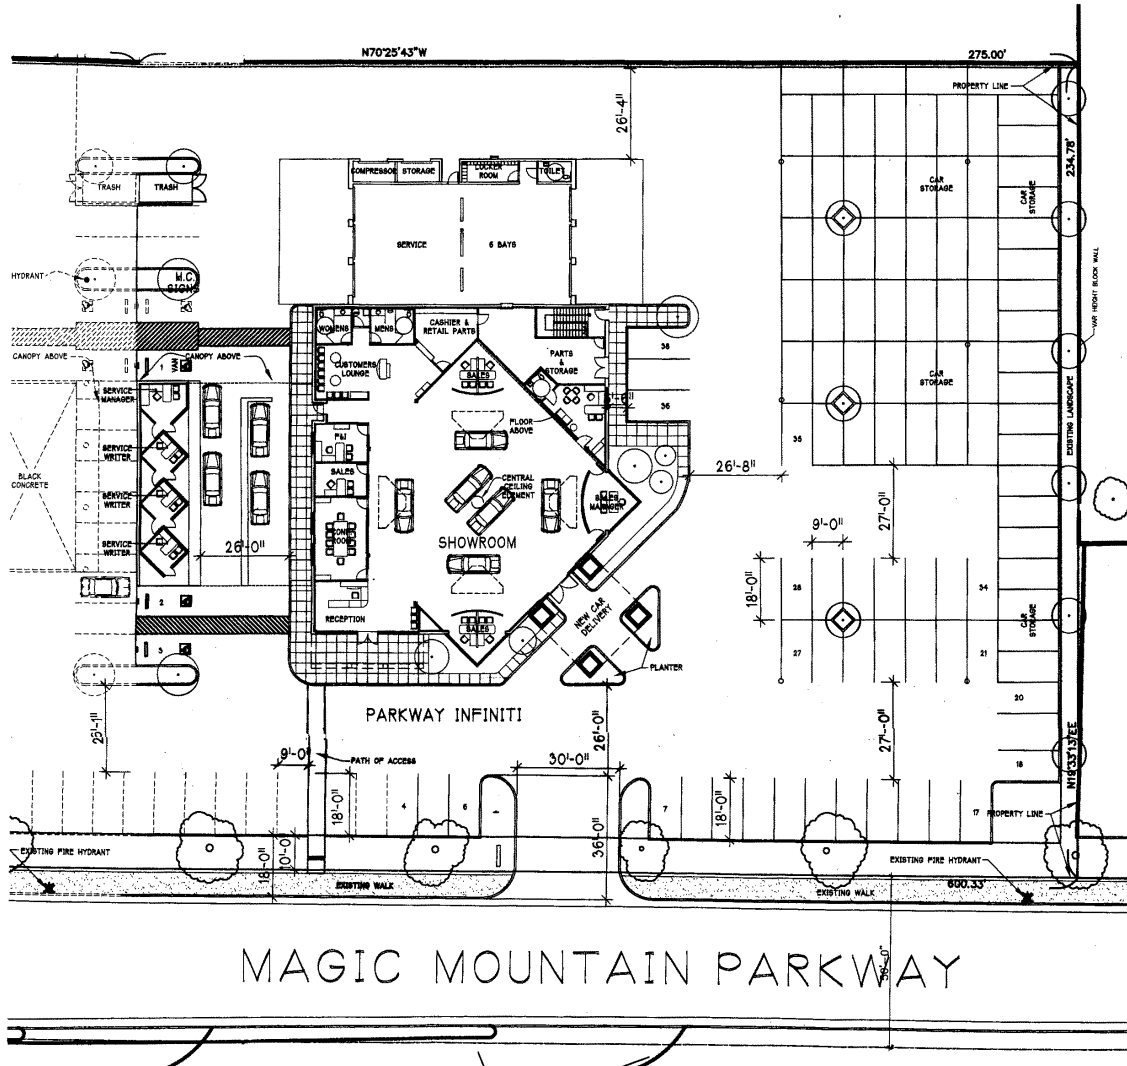 N70°25'43"W
275.00'
PROPERTY LINE
26'-4"
234.78'
COMPRESSOR
STORAGE
LOCKER
ROOM
TOILET
TRASH
TRASH
CAR
STORAGE
CAR
STORAGE
SERVICE
6 BAYS
HYDRANT
M.C.
SIGN
VAR HEIGHT BLOCK WALL
WOMENS
MENS
CASHIER &
RETAIL PARTS
CANOPY ABOVE
CANOPY ABOVE
1
VAN
CUSTOMERS
LOUNGE
SALES
PARTS
&
STORAGE
38
36
CAR
STORAGE
SERVICE
MANAGER
FLOOR
ABOVE
EXISTING LANDSCAPE
F&I
35
SERVICE
WRITER
SALES
26'-8"
BLACK
CONCRETE
CENTRAL
CEILING
ELEMENT
SERVICE
WRITER
SALES
MANAGER
27'-0"
9'-0"
CONF.
ROOM
SERVICE
WRITER
26'-0"
SHOWROOM
18'-0"
28
34
2
RECEPTION
SALES
NEW CAR
DELIVERY
CAR
STORAGE
3
27
21
PLANTER
20
PARKWAY INFINITI
25'-1"
26'-0"
27'-0"
9'-0"
PATH OF ACCESS
30'-0"
18
N19°33'13"EE
18'-0"
4
6
7
18'-0"
17
PROPERTY LINE
EXISTING FIRE HYDRANT
18'-0"
10'-0"
36'-0"
EXISTING FIRE HYDRANT
EXISTING WALK
EXISTING WALK
600.33'
MAGIC MOUNTAIN PARKWAY